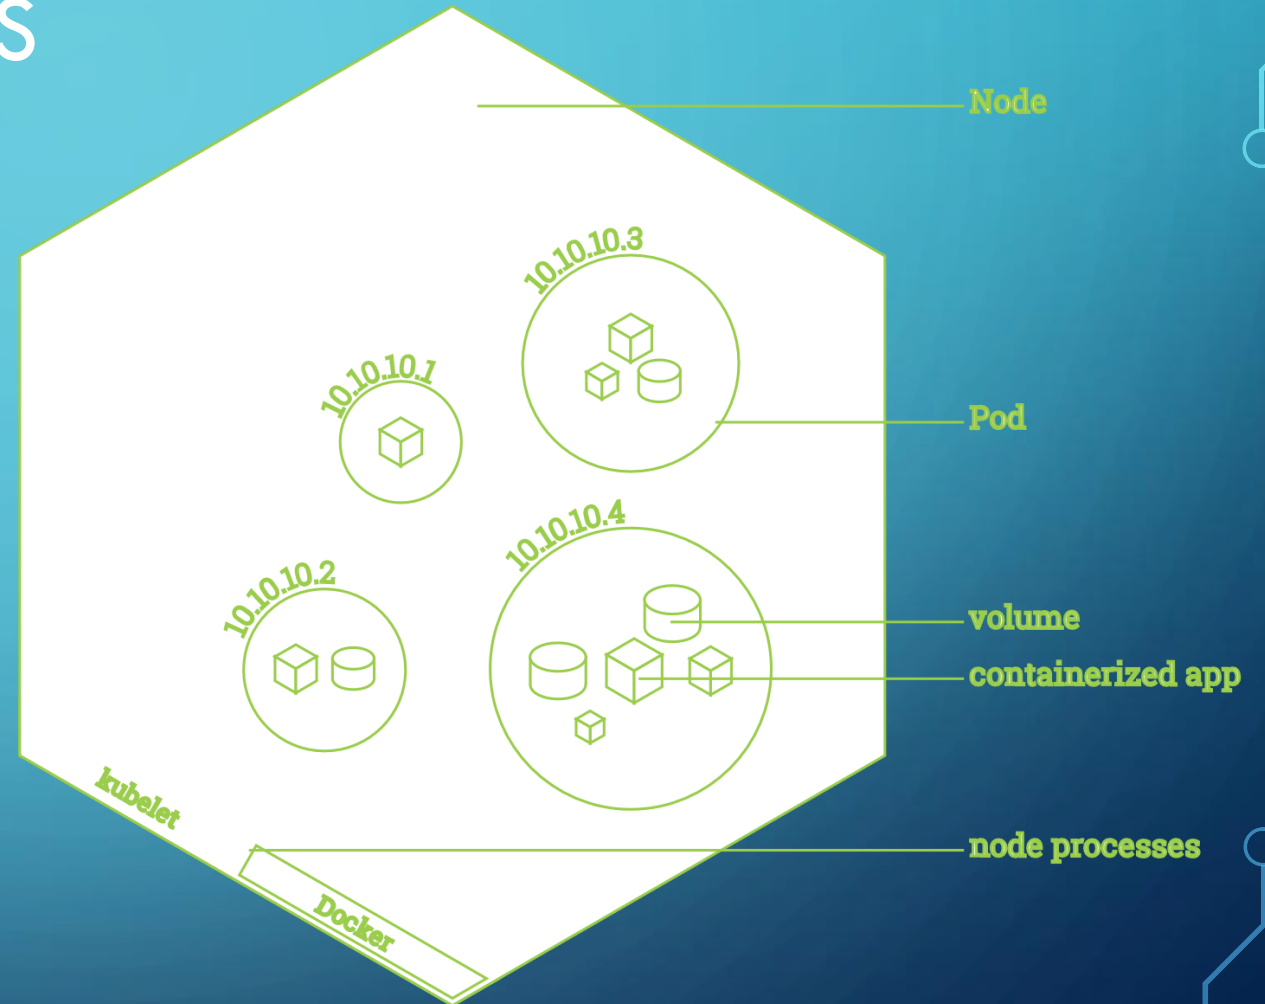 S
Node
10.10.10.3
10.10.10.1
Pod
10.10.10.4
10.10.10.2
volume
containerized app
kubelet
node processes
Docker